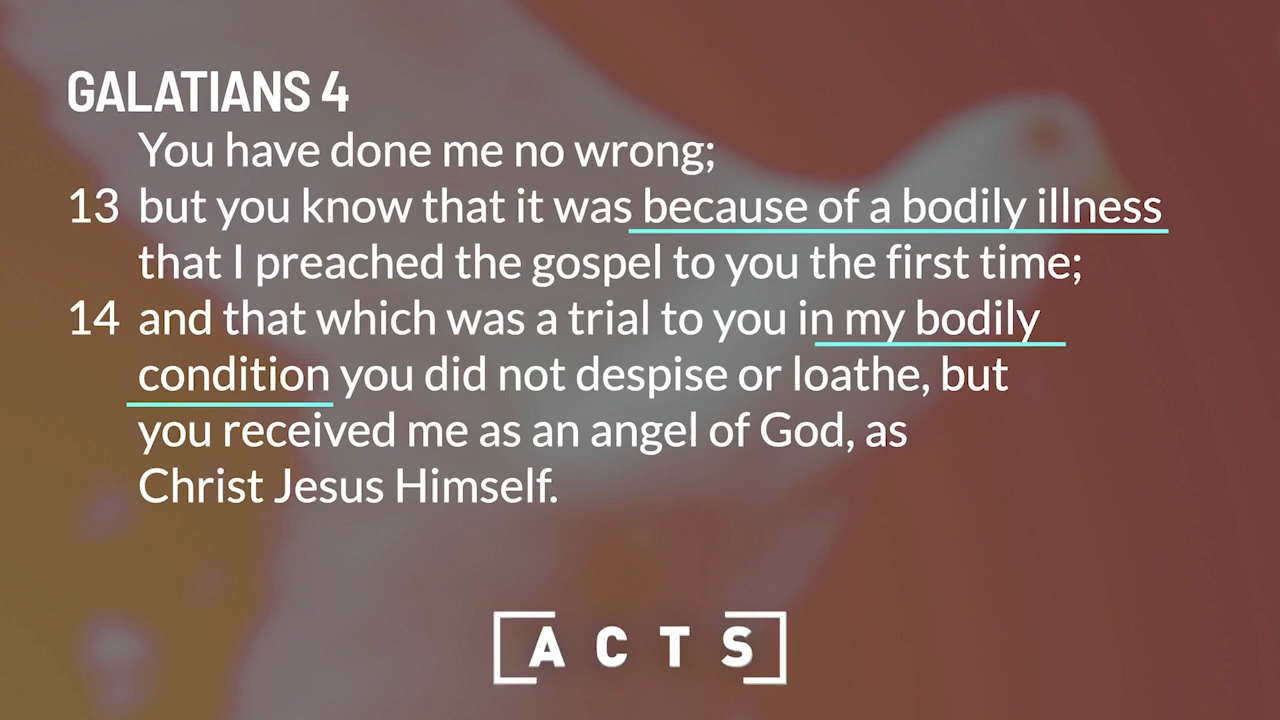 GALATIANS 4
You have done me no wrong;
13 but you know that it was because of a bodily illness
that I preached the gospel to you the first time;
14 and that which was a trial to you in my bodily
condition you did not despise or loathe, but
you received me as an angel of God, as
Christ Jesus Himself.
[ACTS]